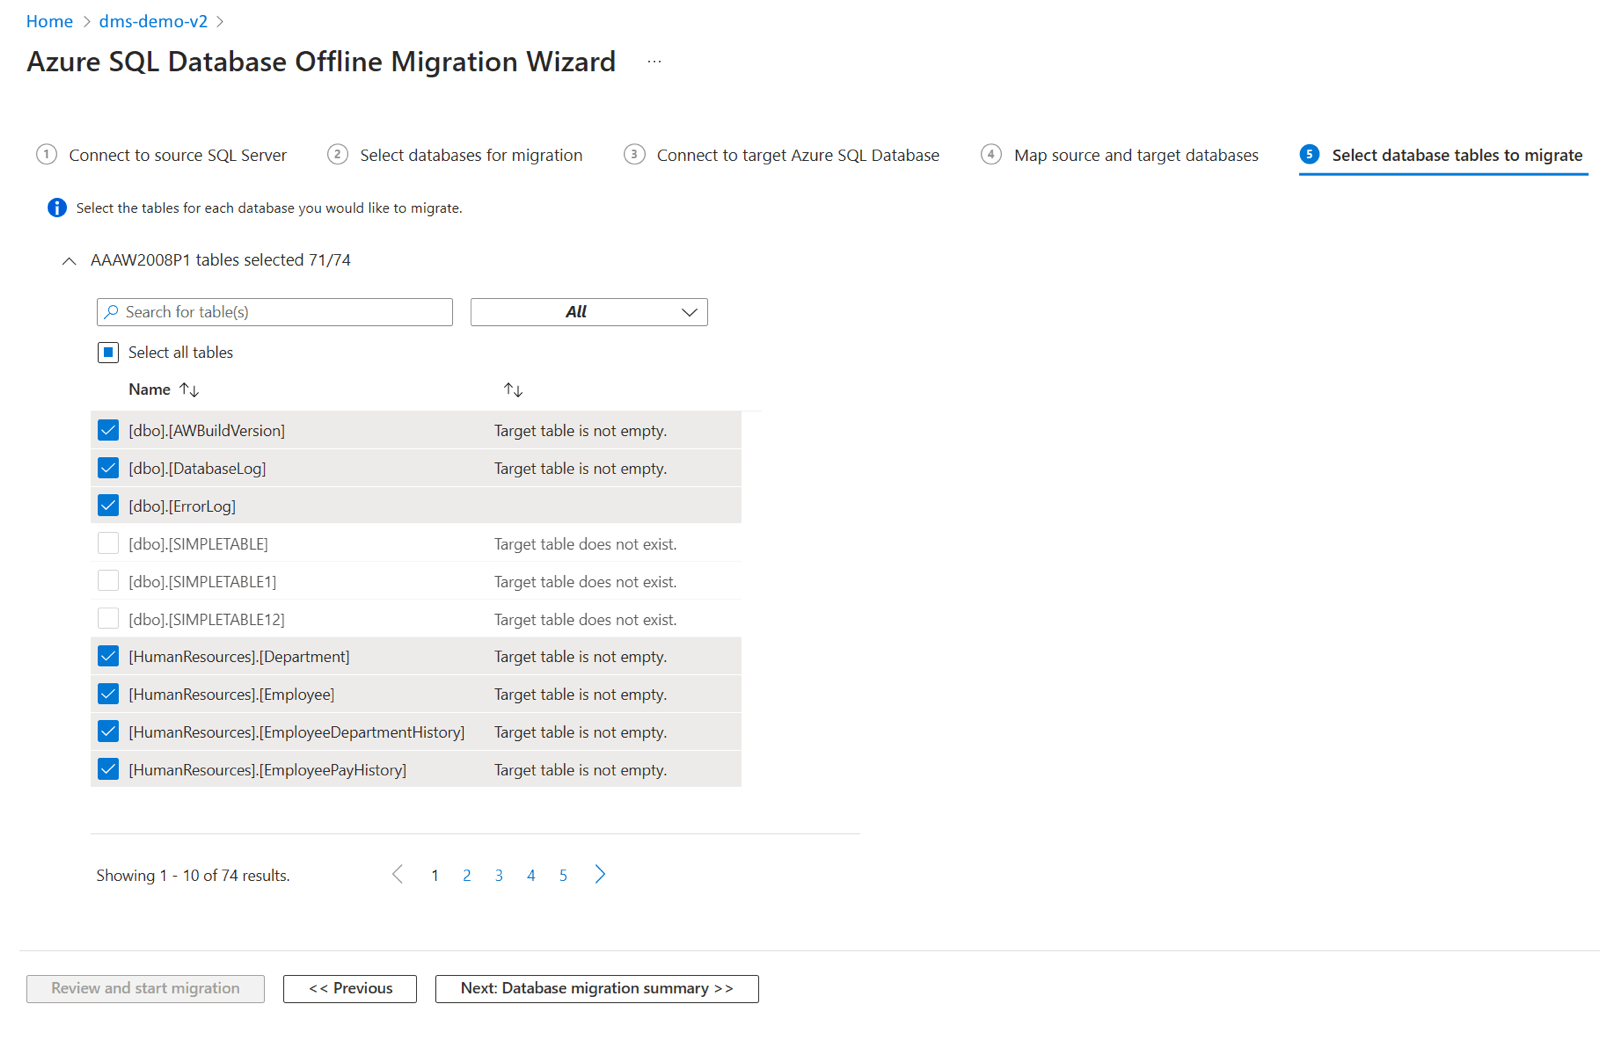 Home > dms-demo-v2 >
Azure SQL Database Offline Migration Wizard ...
1 Connect to source SQL Server 2 Select databases for migration 3 Connect to target Azure SQL Database 4 Map source and target databases 5 Select database tables to migrate
Select the tables for each database you would like to migrate.
AAAW2008P1 tables selected 71/74
Search for table(s) All
Select all tables
Name
[dbo].[AWBuildVersion] Target table is not empty.
[dbo].[DatabaseLog] Target table is not empty.
[dbo].[ErrorLog]
[dbo].[SIMPLETABLE] Target table does not exist.
[dbo].[SIMPLETABLE1] Target table does not exist.
[dbo].[SIMPLETABLE12] Target table does not exist.
[HumanResources].[Department] Target table is not empty.
[HumanResources].[Employee] Target table is not empty.
[HumanResources].[EmployeeDepartmentHistory] Target table is not empty.
[HumanResources].[EmployeePayHistory] Target table is not empty.
Showing 1 - 10 of 74 results. < 1 2 3 4 5 >
Review and start migration << Previous Next: Database migration summary >>